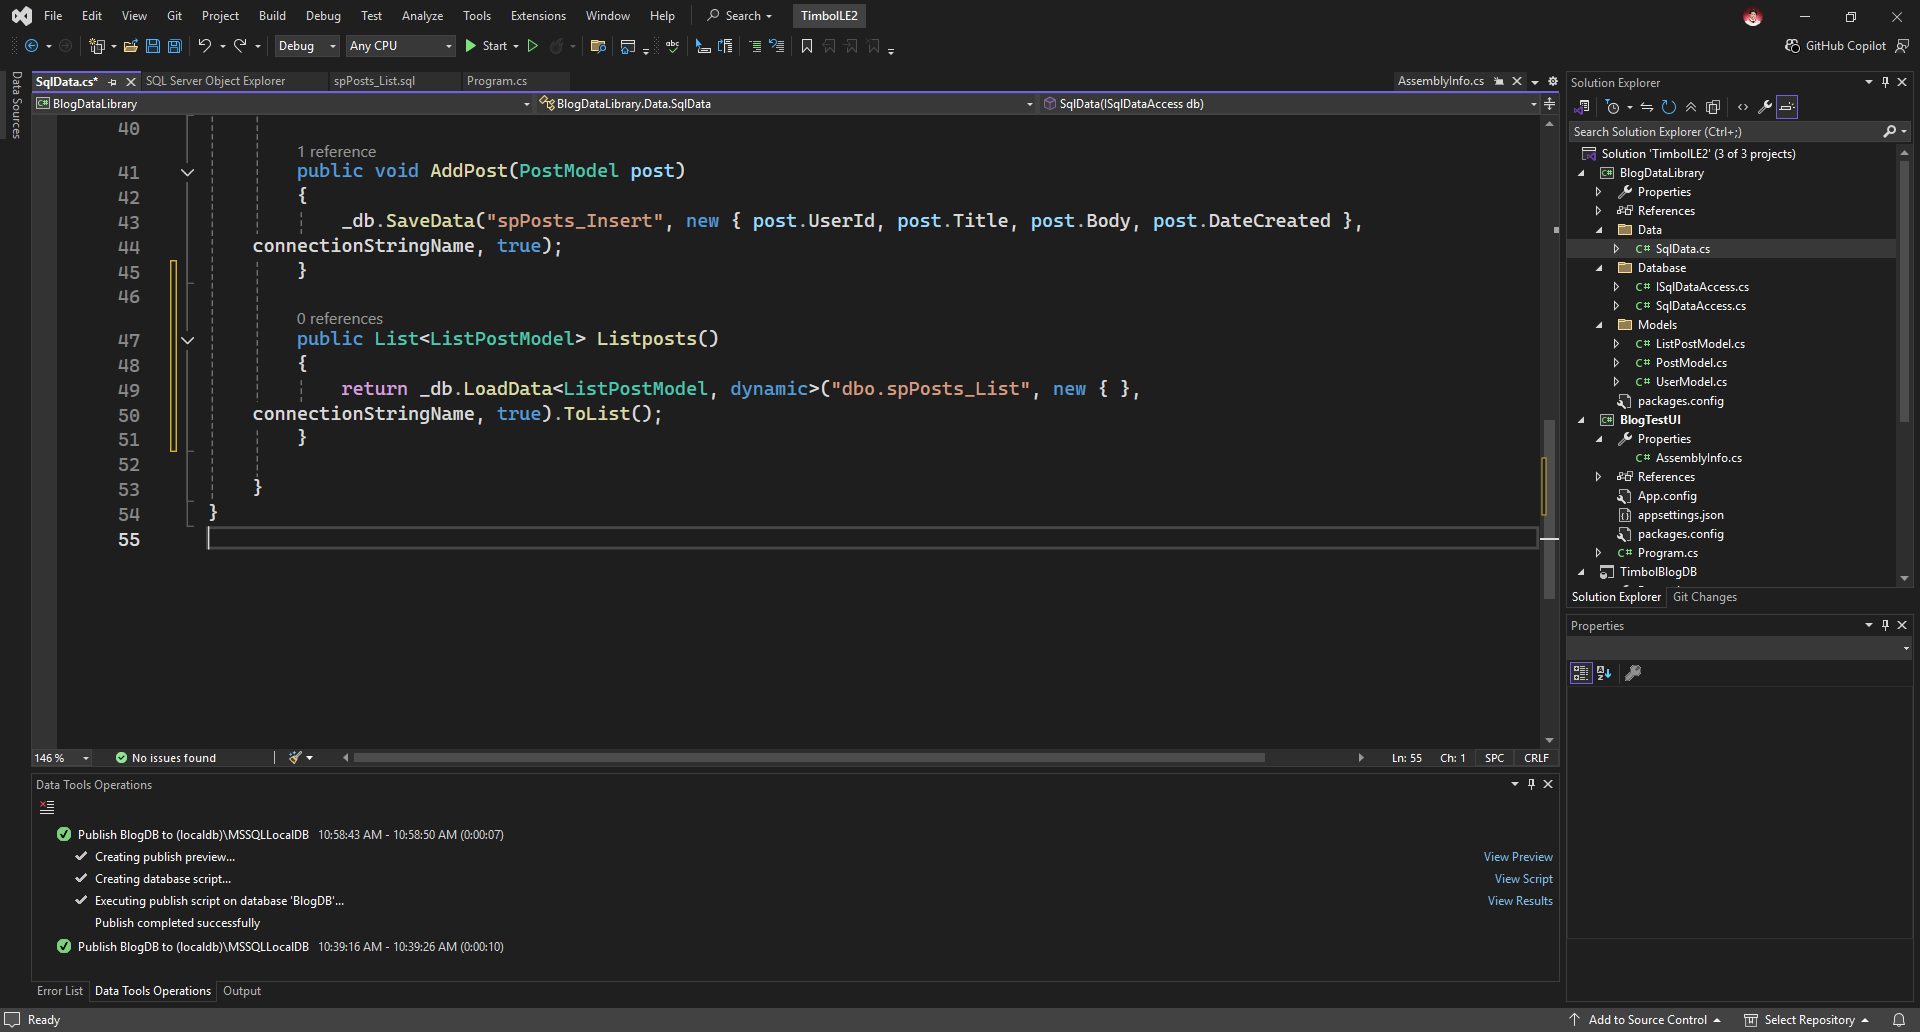 File Edit View Git Project Build Debug Test Analyze Tools Extensions Window Help Search TimbolLE2
Debug Any CPU Start GitHub Copilot
Data Sources
SqlData.cs* SQL Server Object Explorer spPosts_List.sql Program.cs AssemblyInfo.cs
BlogDataLibrary BlogDataLibrary.Data.SqlData SqlData(ISqlDataAccess db)
40
1 reference
41 public void AddPost(PostModel post)
42 {
43 _db.SaveData("spPosts_Insert", new { post.UserId, post.Title, post.Body, post.DateCreated },
44 connectionStringName, true);
45 }
46
0 references
47 public List<ListPostModel> Listposts()
48 {
49 return _db.LoadData<ListPostModel, dynamic>("dbo.spPosts_List", new { },
50 connectionStringName, true).ToList();
51 }
52
53 }
54 }
55
146 % No issues found Ln: 55 Ch: 1 SPC CRLF
Data Tools Operations
Publish BlogDB to (localdb)\MSSQLLocalDB 10:58:43 AM - 10:58:50 AM (0:00:07)
Creating publish preview... View Preview
Creating database script... View Script
Executing publish script on database 'BlogDB'... View Results
Publish completed successfully
Publish BlogDB to (localdb)\MSSQLLocalDB 10:39:16 AM - 10:39:26 AM (0:00:10)
Error List Data Tools Operations Output
Solution Explorer
Search Solution Explorer (Ctrl+;)
Solution 'TimbolLE2' (3 of 3 projects)
BlogDataLibrary
Properties
References
Data
C# SqlData.cs
Database
C# ISqlDataAccess.cs
C# SqlDataAccess.cs
Models
C# ListPostModel.cs
C# PostModel.cs
C# UserModel.cs
packages.config
BlogTestUI
Properties
C# AssemblyInfo.cs
References
App.config
appsettings.json
packages.config
C# Program.cs
TimbolBlogDB
Solution Explorer Git Changes
Properties
Ready Add to Source Control Select Repository